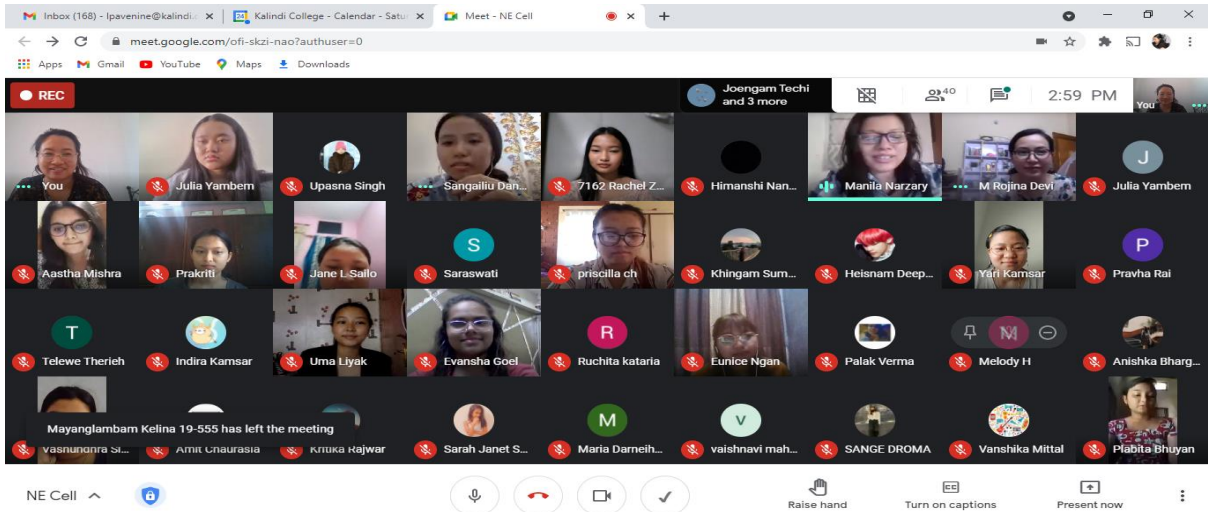 Inbox (168) - lpavenine@kalindi.c
Kalindi College - Calendar - Satur
Meet - NE Cell
meet.google.com/ofi-skzi-nao?authuser=0
Apps Gmail YouTube Maps Downloads
REC
Joengam Techi
and 3 more
40
2:59 PM
You
You
Julia Yambem
Upasna Singh
Sangailiu Dan...
7162 Rachel Z...
Himanshi Nan...
Manila Narzary
M Rojina Devi
J
Julia Yambem
Aastha Mishra
Prakriti
Jane L Sailo
S
Saraswati
priscilla ch
Khingam Sum...
Heisnam Deep...
Yari Kamsar
P
Pravha Rai
T
Telewe Therieh
Indira Kamsar
Uma Liyak
Evansha Goel
R
Ruchita kataria
Eunice Ngan
Palak Verma
M
Melody H
Anishka Bharg...
Mayanglambam Kelina 19-555 has left the meeting
Amit Chaurasia
Kritika Rajwar
Sarah Janet S...
M
Maria Darneih...
v
vaishnavi mah...
SANGE DROMA
Vanshika Mittal
Plabita Bhuyan
NE Cell
Raise hand
CC
Turn on captions
Present now